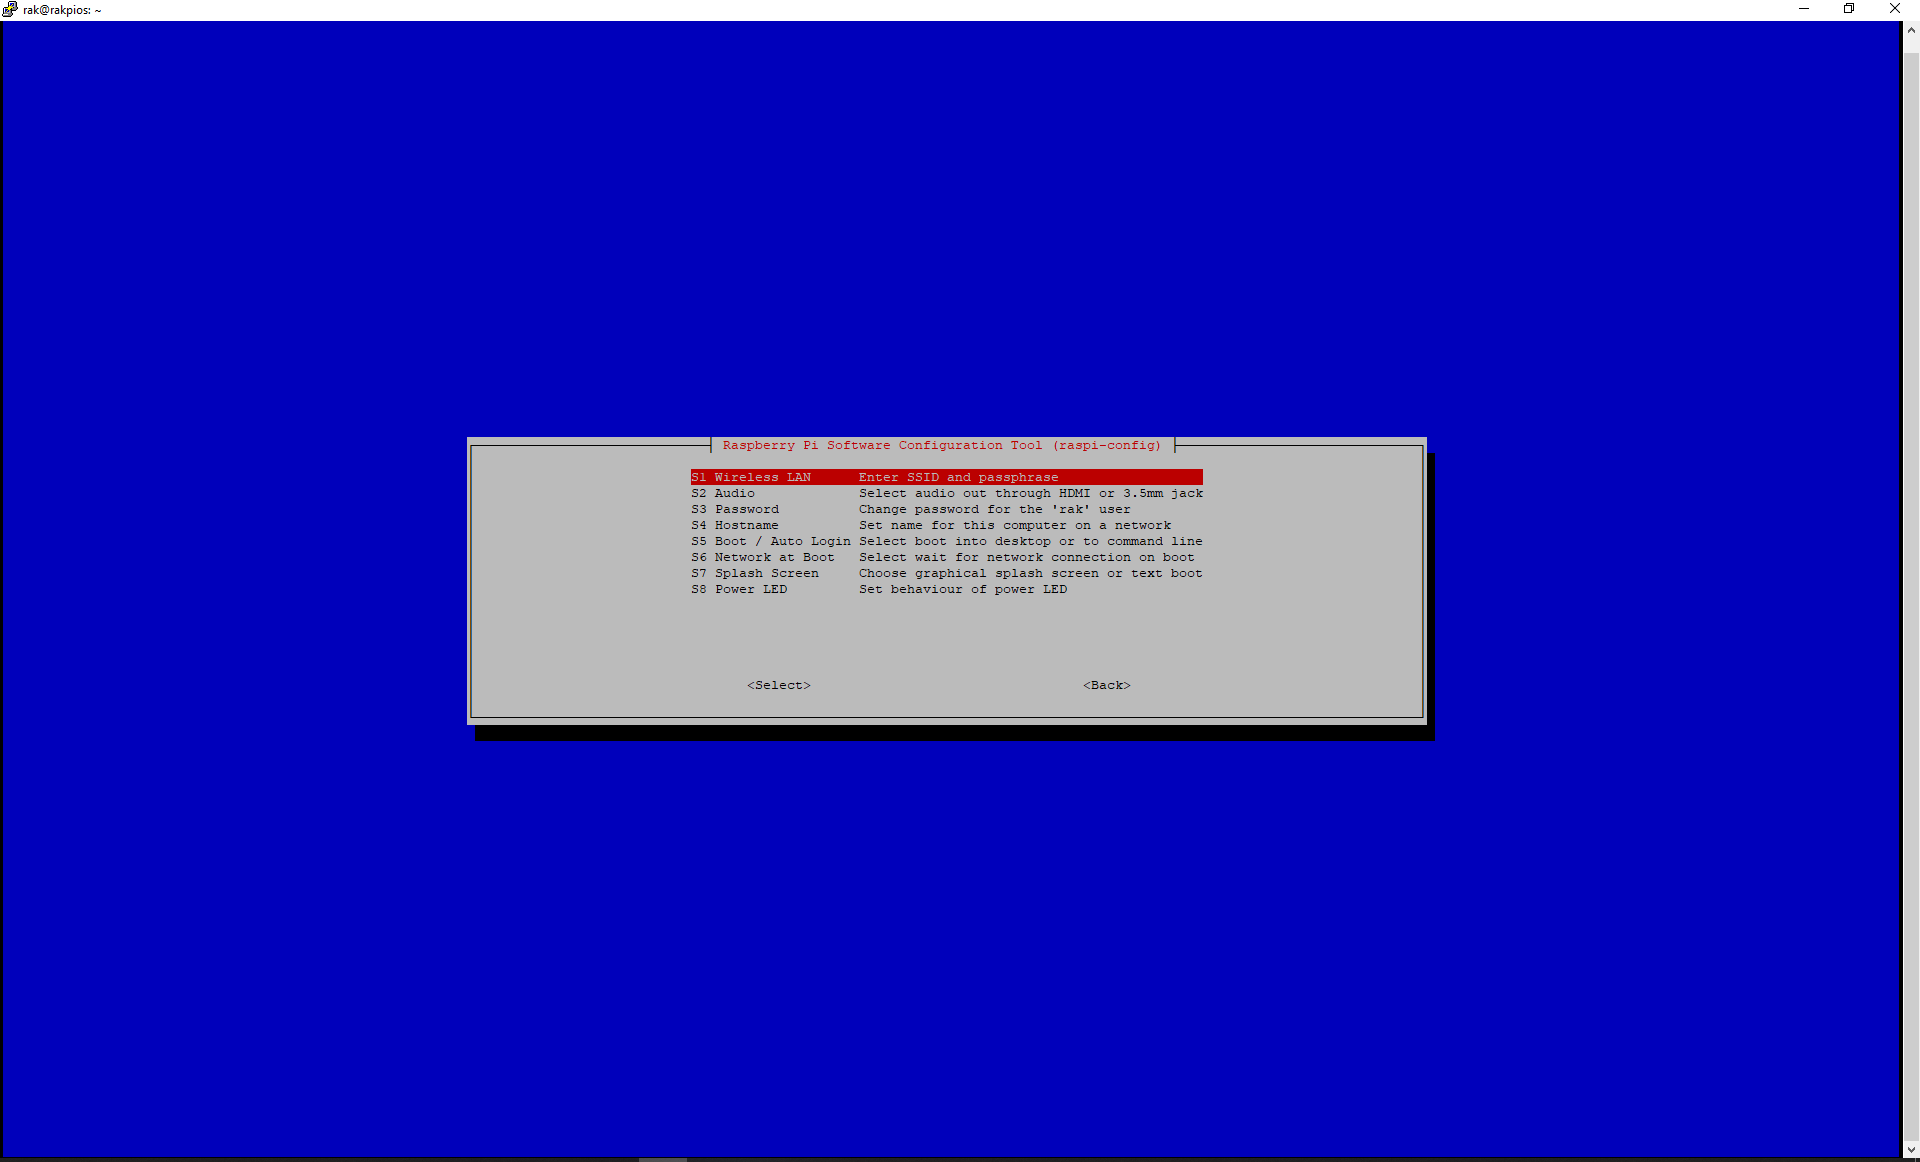 rak@rakpios: ~
Raspberry Pi Software Configuration Tool (raspi-config)
S1 Wireless LAN Enter SSID and passphrase
S2 Audio Select audio out through HDMI or 3.5mm jack
S3 Password Change password for the 'rak' user
S4 Hostname Set name for this computer on a network
S5 Boot / Auto Login Select boot into desktop or to command line
S6 Network at Boot Select wait for network connection on boot
S7 Splash Screen Choose graphical splash screen or text boot
S8 Power LED Set behaviour of power LED
<Select> <Back>